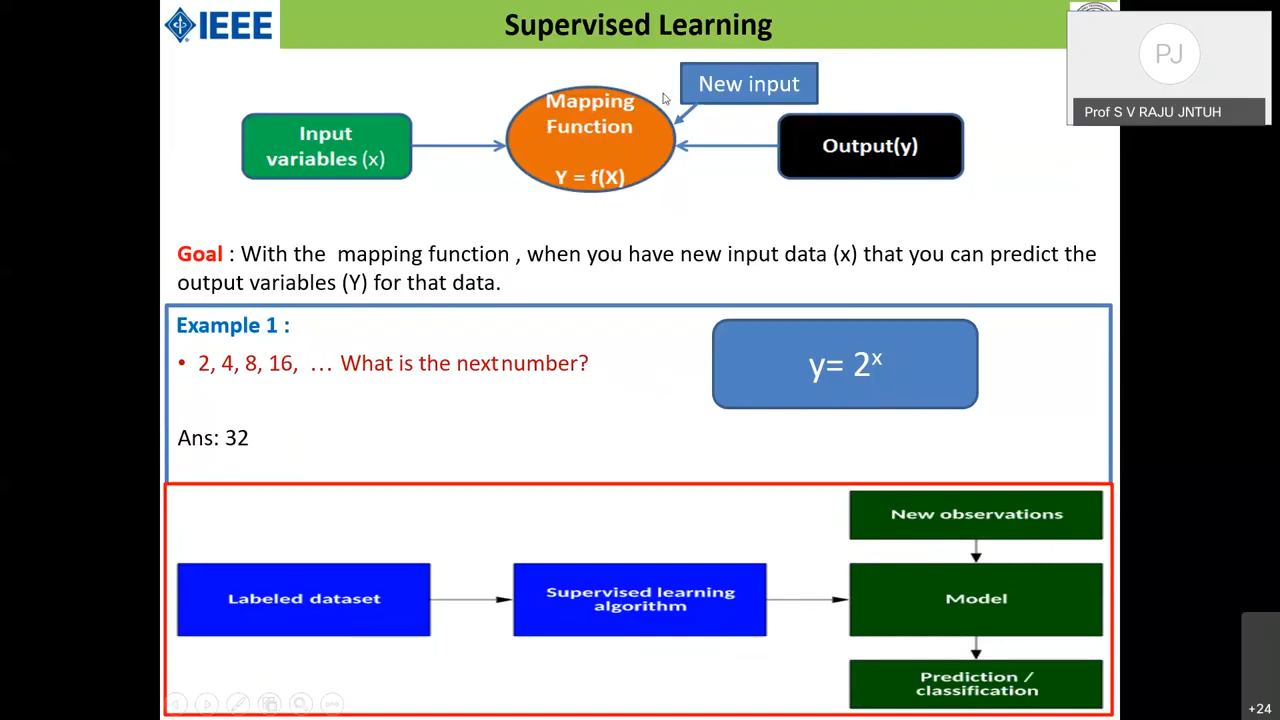 IEEE
Supervised Learning
PJ
Prof S V RAJU JNTUH
New input
Mapping
Function
Y = f(X)
Input
variables (x)
Output(y)
Goal : With the mapping function , when you have new input data (x) that you can predict the
output variables (Y) for that data.
Example 1 :
• 2, 4, 8, 16, ... What is the next number?
y= 2ˣ
Ans: 32
New observations
Labeled dataset
Supervised learning
algorithm
Model
Prediction /
classification
+24